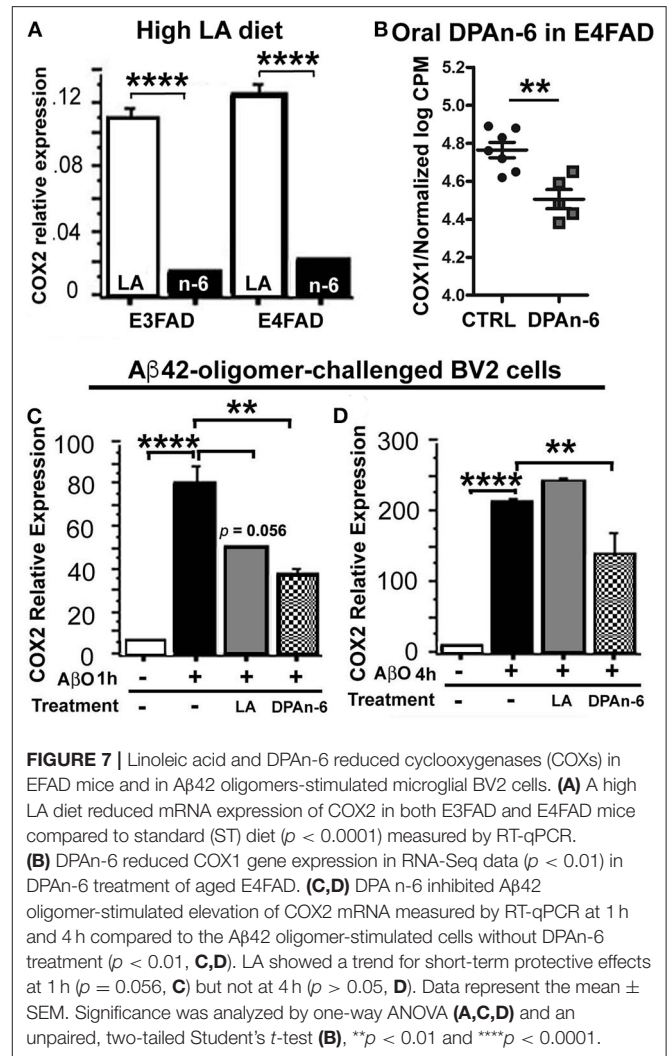 A High LA diet
B Oral DPAn-6 in E4FAD
COX2 relative expression
.12
.08
.04
0
****
****
LA
n-6
LA
n-6
E3FAD
E4FAD
COX1/Normalized log CPM
5.2
5.0
4.8
4.6
4.4
4.2
4.0
**
CTRL DPAn-6
Aβ42-oligomer-challenged BV2 cells
C
COX2 Relative Expression
100
80
60
40
20
0
****
**
p = 0.056
AβO 1h - + + +
Treatment - - LA DPAn-6
D
COX2 Relative Expression
300
200
100
0
****
**
AβO 4h - + + +
Treatment - - LA DPAn-6
FIGURE 7 | Linoleic acid and DPAn-6 reduced cyclooxygenases (COXs) in
EFAD mice and in Aβ42 oligomers-stimulated microglial BV2 cells. (A) A high
LA diet reduced mRNA expression of COX2 in both E3FAD and E4FAD mice
compared to standard (ST) diet (p < 0.0001) measured by RT-qPCR.
(B) DPAn-6 reduced COX1 gene expression in RNA-Seq data (p < 0.01) in
DPAn-6 treatment of aged E4FAD. (C,D) DPA n-6 inhibited Aβ42
oligomer-stimulated elevation of COX2 mRNA measured by RT-qPCR at 1 h
and 4 h compared to the Aβ42 oligomer-stimulated cells without DPAn-6
treatment (p < 0.01, C,D). LA showed a trend for short-term protective effects
at 1 h (p = 0.056, C) but not at 4 h (p > 0.05, D). Data represent the mean ±
SEM. Significance was analyzed by one-way ANOVA (A,C,D) and an
unpaired, two-tailed Student's t-test (B), **p < 0.01 and ****p < 0.0001.